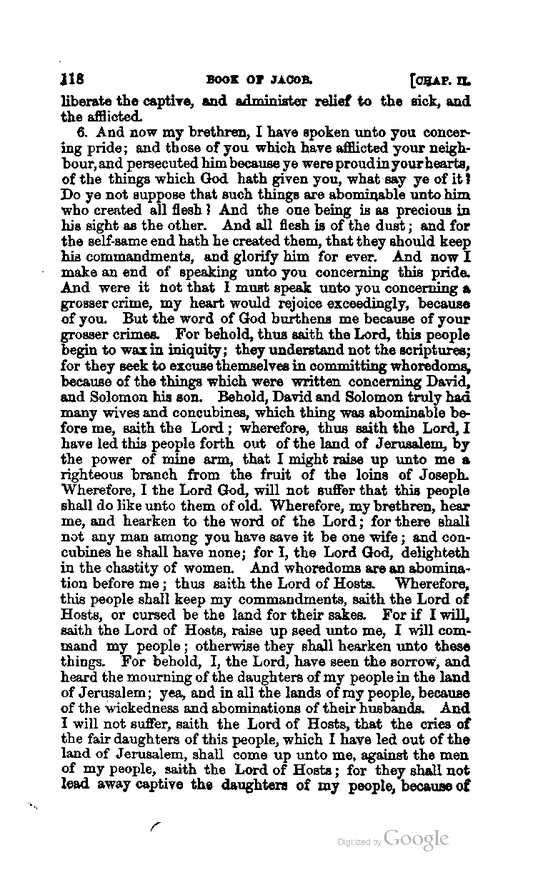 118 BOOK OF JACOB. [CHAP. II.
liberate the captive, and administer relief to the sick, and
the afflicted.
6. And now my brethren, I have spoken unto you concer-
ing pride; and those of you which have afflicted your neigh-
bour, and persecuted him because ye were proud in your hearts,
of the things which God hath given you, what say ye of it?
Do ye not suppose that such things are abominable unto him
who created all flesh? And the one being is as precious in
his sight as the other. And all flesh is of the dust; and for
the self-same end hath he created them, that they should keep
his commandments, and glorify him for ever. And now I
make an end of speaking unto you concerning this pride.
And were it not that I must speak unto you concerning a
grosser crime, my heart would rejoice exceedingly, because
of you. But the word of God burthens me because of your
grosser crimes. For behold, thus saith the Lord, this people
begin to wax in iniquity; they understand not the scriptures;
for they seek to excuse themselves in committing whoredoms,
because of the things which were written concerning David,
and Solomon his son. Behold, David and Solomon truly had
many wives and concubines, which thing was abominable be-
fore me, saith the Lord; wherefore, thus saith the Lord, I
have led this people forth out of the land of Jerusalem, by
the power of mine arm, that I might raise up unto me a
righteous branch from the fruit of the loins of Joseph.
Wherefore, I the Lord God, will not suffer that this people
shall do like unto them of old. Wherefore, my brethren, hear
me, and hearken to the word of the Lord; for there shall
not any man among you have save it be one wife; and con-
cubines he shall have none; for I, the Lord God, delighteth
in the chastity of women. And whoredoms are an abomina-
tion before me; thus saith the Lord of Hosts. Wherefore,
this people shall keep my commandments, saith the Lord of
Hosts, or cursed be the land for their sakes. For if I will,
saith the Lord of Hosts, raise up seed unto me, I will com-
mand my people; otherwise they shall hearken unto these
things. For behold, I, the Lord, have seen the sorrow, and
heard the mourning of the daughters of my people in the land
of Jerusalem; yea, and in all the lands of my people, because
of the wickedness and abominations of their husbands. And
I will not suffer, saith the Lord of Hosts, that the cries of
the fair daughters of this people, which I have led out of the
land of Jerusalem, shall come up unto me, against the men
of my people, saith the Lord of Hosts; for they shall not
lead away captive the daughters of my people, because of
Digitized by Google